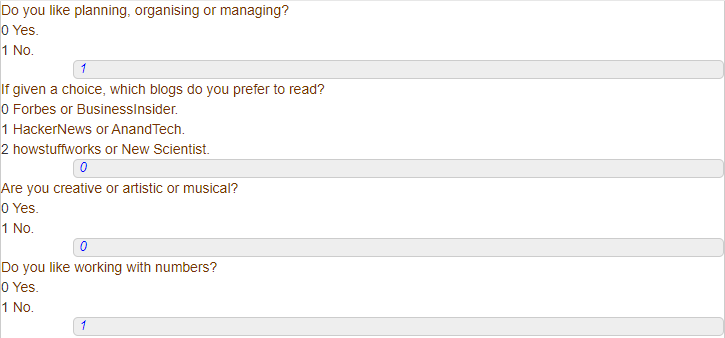 Do you like planning, organising or managing?
0 Yes.
1 No.
1
If given a choice, which blogs do you prefer to read?
0 Forbes or BusinessInsider.
1 HackerNews or AnandTech.
2 howstuffworks or New Scientist.
0
Are you creative or artistic or musical?
0 Yes.
1 No.
0
Do you like working with numbers?
0 Yes.
1 No.
1